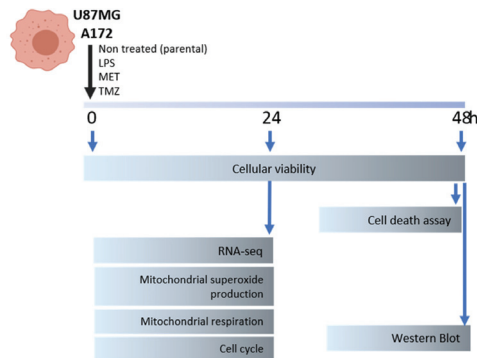 U87MG
A172
Non treated (parental)
LPS
MET
TMZ
0 24 48h
Cellular viability
Cell death assay
RNA-seq
Mitochondrial superoxide
production
Mitochondrial respiration
Western Blot
Cell cycle